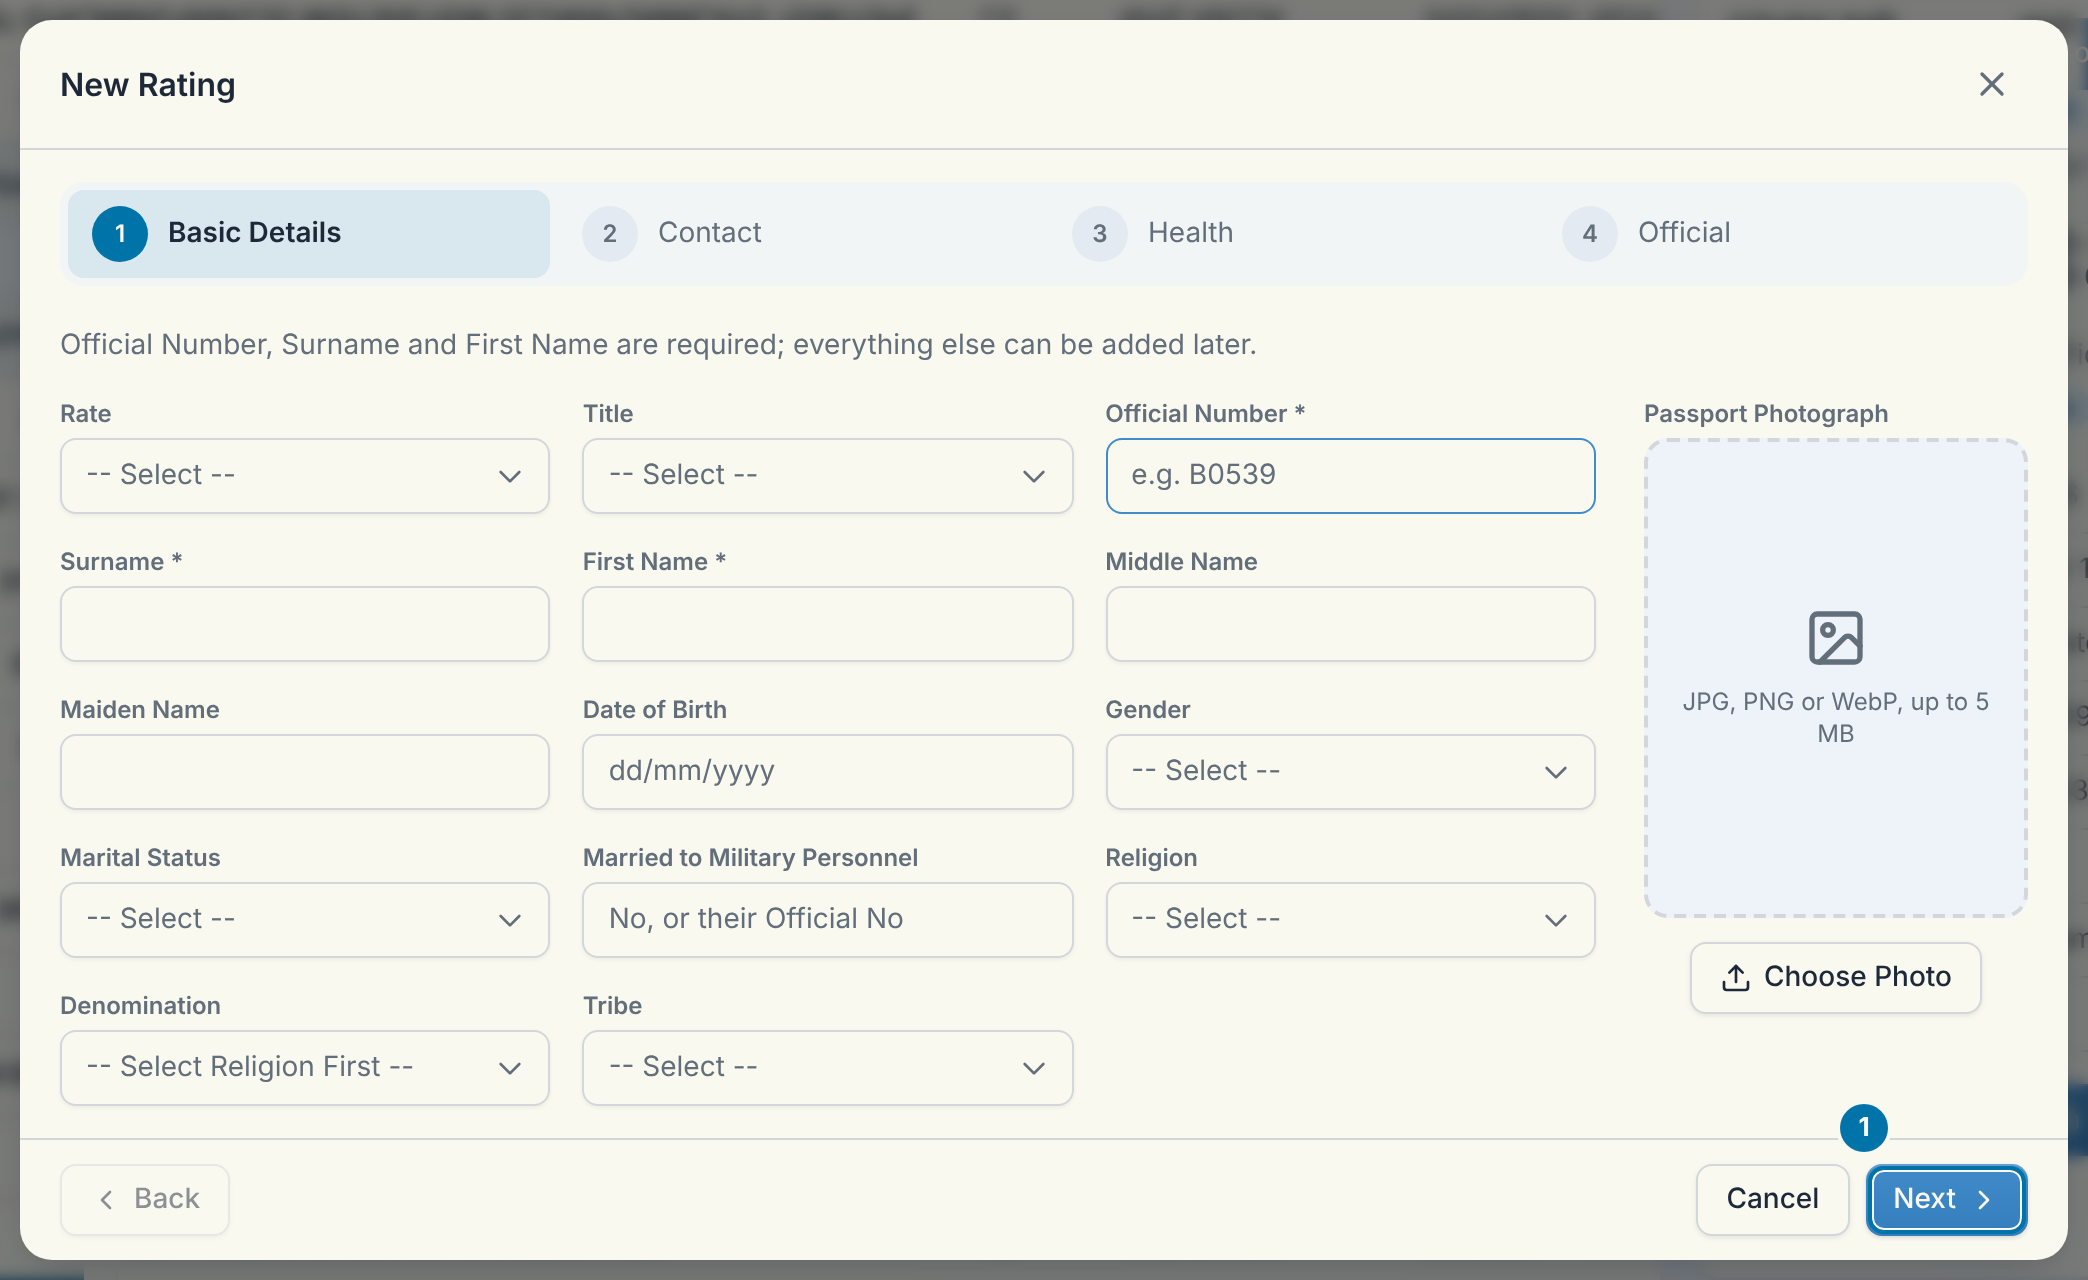 New Rating
1 Basic Details
2 Contact
3 Health
4 Official
Official Number, Surname and First Name are required; everything else can be added later.
Rate
-- Select --
Title
-- Select --
Official Number *
e.g. B0539
Passport Photograph
JPG, PNG or WebP, up to 5
MB
Choose Photo
Surname *
First Name *
Middle Name
Maiden Name
Date of Birth
dd/mm/yyyy
Gender
-- Select --
Marital Status
-- Select --
Married to Military Personnel
No, or their Official No
Religion
-- Select --
Denomination
-- Select Religion First --
Tribe
-- Select --
1
Back
Cancel
Next